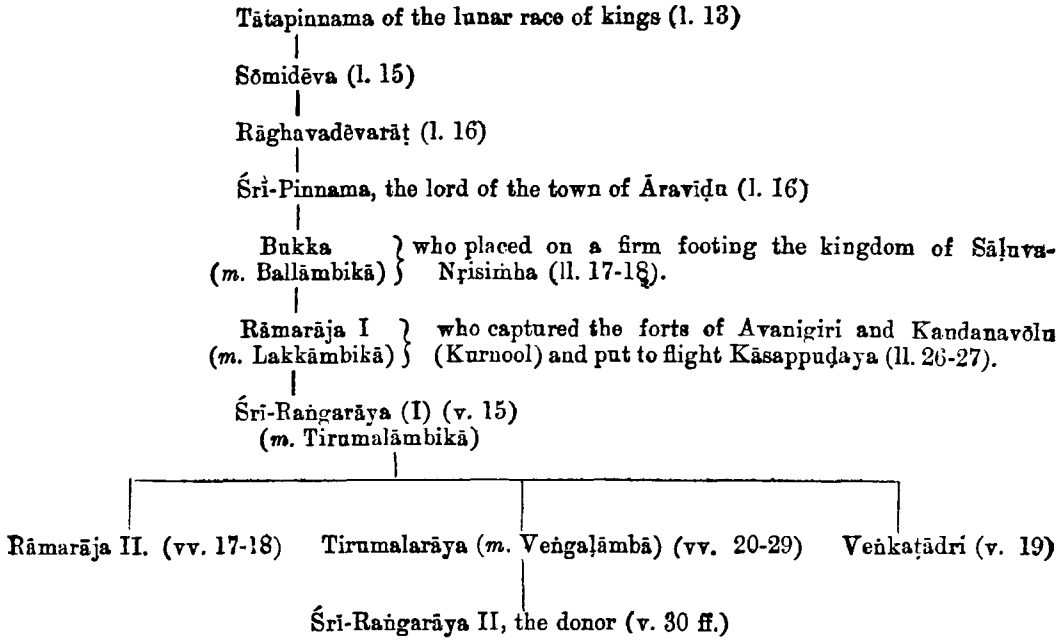 Tātapinnama of the lunar race of kings (l. 13)
Sōmidēva (l. 15)
Rāghavadēvarāṭ (l. 16)
Śrī-Pinnama, the lord of the town of Āravīḍu (l. 16)
Bukka } who placed on a firm footing the kingdom of Sāḷuva-
(m. Ballāmbikā) } Nṛisiṁha (ll. 17-18).
Rāmarāja I } who captured the forts of Avanigiri and Kandanavōlu
(m. Lakkāmbikā) } (Kurnool) and put to flight Kāsappuḍaya (ll. 26-27).
Śrī-Raṅgarāya (I) (v. 15)
(m. Tirumalāmbikā)
Rāmarāja II. (vv. 17-18) Tirumalarāya (m. Veṅgaḷāmbā) (vv. 20-29) Veṅkaṭādri (v. 19)
Śrī-Raṅgarāya II, the donor (v. 30 ff.)